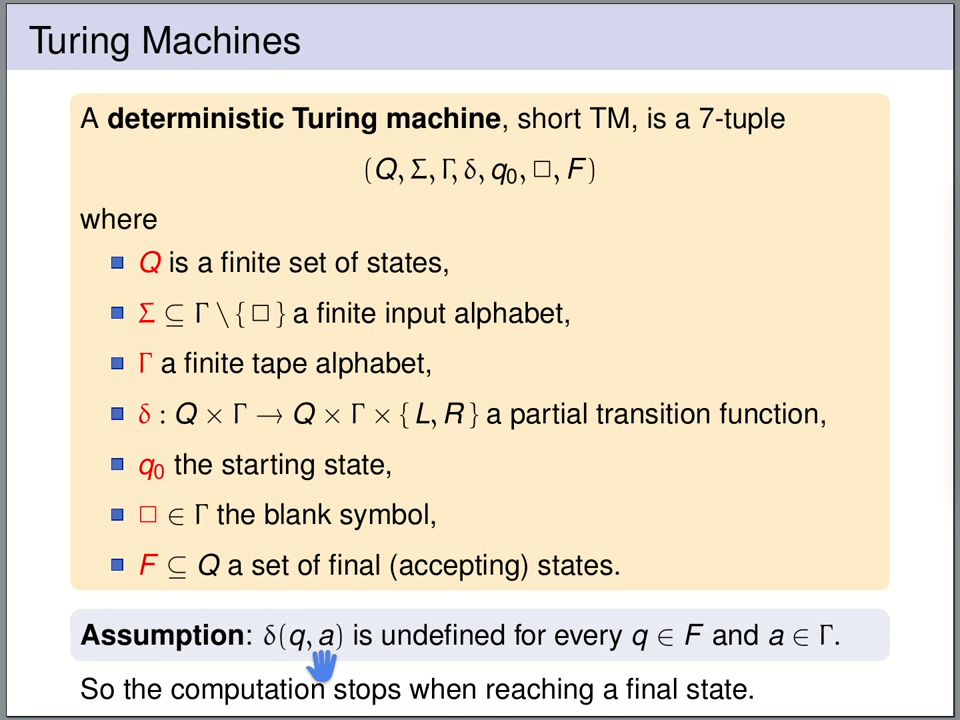 Turing Machines
A deterministic Turing machine, short TM, is a 7-tuple
(Q, Σ, Γ, δ, q₀, □, F)
where
Q is a finite set of states,
Σ ⊆ Γ \ {□} a finite input alphabet,
Γ a finite tape alphabet,
δ : Q × Γ → Q × Γ × {L, R} a partial transition function,
q₀ the starting state,
□ ∈ Γ the blank symbol,
F ⊆ Q a set of final (accepting) states.
Assumption: δ(q, a) is undefined for every q ∈ F and a ∈ Γ.
So the computation stops when reaching a final state.